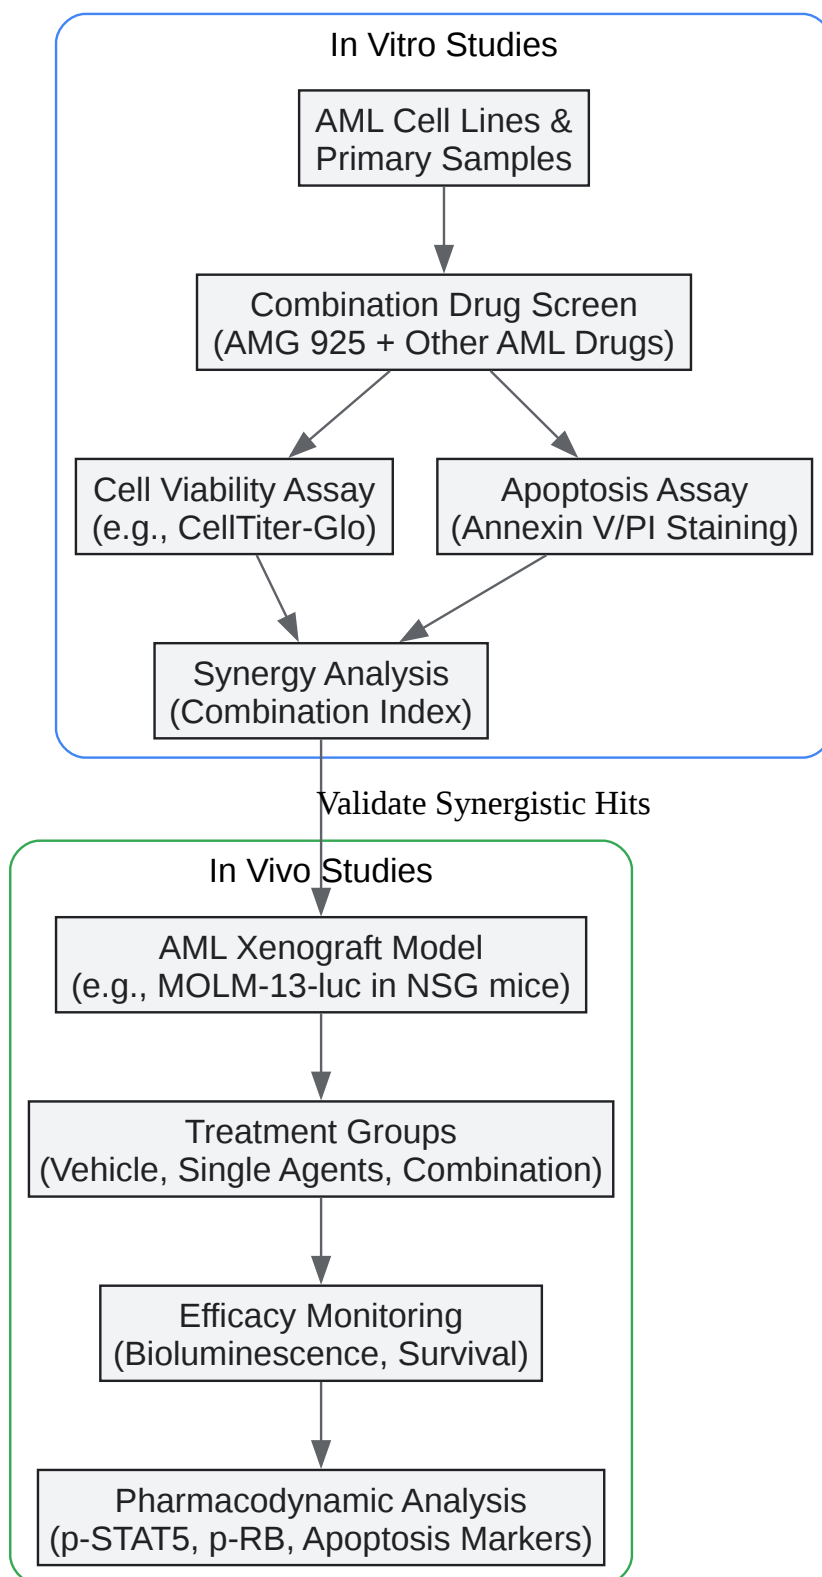 In Vitro Studies
AML Cell Lines &
Primary Samples
Combination Drug Screen
(AMG 925 + Other AML Drugs)
Cell Viability Assay
(e.g., CellTiter-Glo)
Apoptosis Assay
(Annexin V/PI Staining)
Synergy Analysis
(Combination Index)
Validate Synergistic Hits
In Vivo Studies
AML Xenograft Model
(e.g., MOLM-13-luc in NSG mice)
Treatment Groups
(Vehicle, Single Agents, Combination)
Efficacy Monitoring
(Bioluminescence, Survival)
Pharmacodynamic Analysis
(p-STAT5, p-RB, Apoptosis Markers)